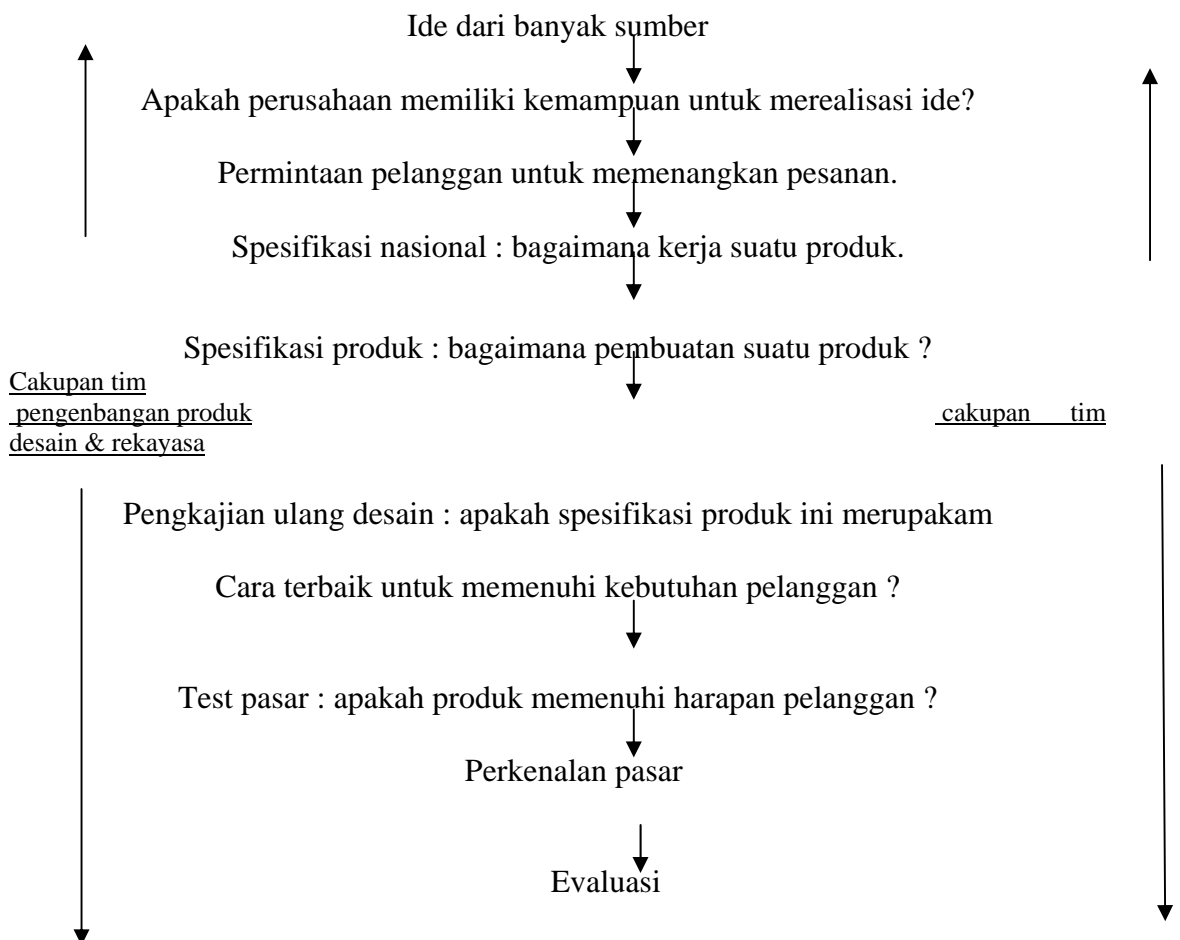 Ide dari banyak sumber
Apakah perusahaan memiliki kemampuan untuk merealisasi ide?
Permintaan pelanggan untuk memenangkan pesanan.
Spesifikasi nasional : bagaimana kerja suatu produk.
Spesifikasi produk : bagaimana pembuatan suatu produk ?
Cakupan tim
pengenbangan produk
desain & rekayasa
cakupan tim
Pengkajian ulang desain : apakah spesifikasi produk ini merupakam
Cara terbaik untuk memenuhi kebutuhan pelanggan ?
Test pasar : apakah produk memenuhi harapan pelanggan ?
Perkenalan pasar
Evaluasi